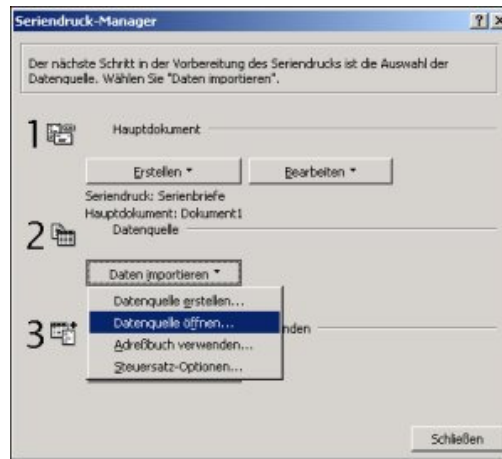 Seriendruck-Manager
Der nächste Schritt in der Vorbereitung des Seriendrucks ist die Auswahl der
Datenquelle. Wählen Sie "Daten importieren".
1 Hauptdokument
Erstellen Bearbeiten
Seriendruck: Serienbriefe
Hauptdokument: Dokument1
2 Datenquelle
Daten importieren
Datenquelle erstellen...
Datenquelle öffnen...
3 nden
Adreßbuch verwenden...
Steuersatz-Optionen...
Schließen